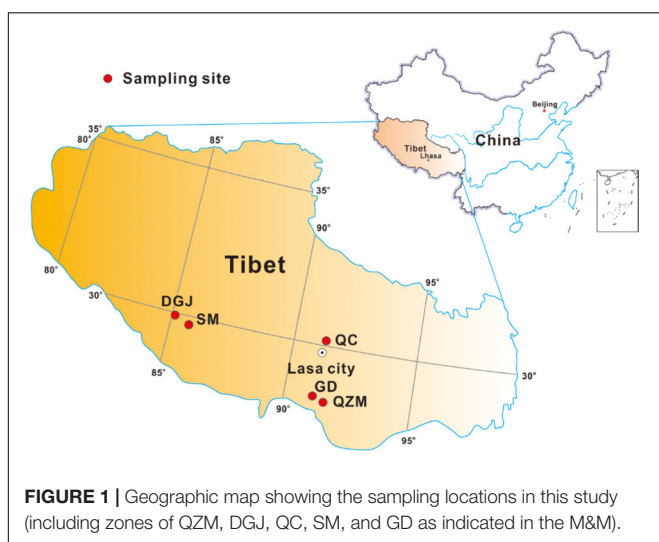 Sampling site
Beijing
China
Tibet
Lhasa
35°
80°
85°
35°
90°
Tibet
80°
30°
95°
DGJ
SM
QC
Lasa city
30°
85°
GD
90°
QZM
95°
FIGURE 1 | Geographic map showing the sampling locations in this study
(including zones of QZM, DGJ, QC, SM, and GD as indicated in the M&M).